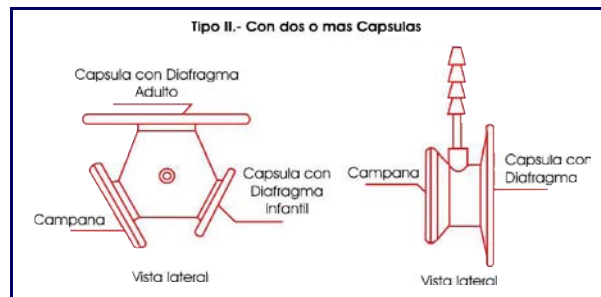 Tipo II.- Con dos o mas Capsulas
Capsula con Diafragma
Adulto
Capsula con
Diafragma
Infantil
Campana
Vista lateral
Campana
Capsula con
Diafragma
Vista lateral